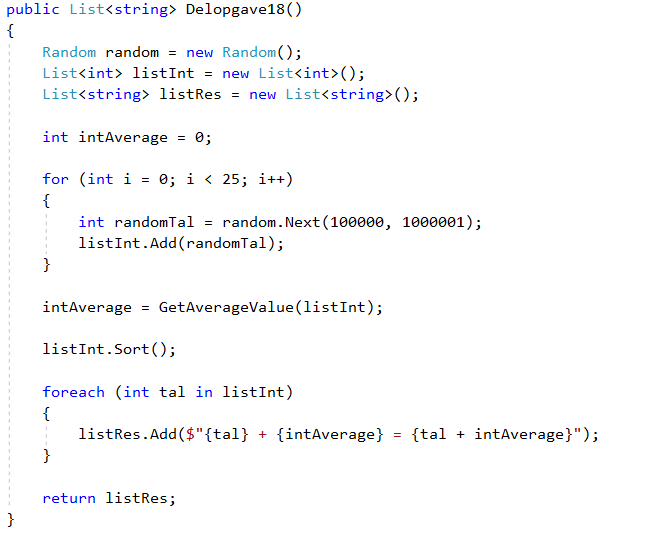 public List<string> Delopgave18()
{
    Random random = new Random();
    List<int> listInt = new List<int>();
    List<string> listRes = new List<string>();

    int intAverage = 0;

    for (int i = 0; i < 25; i++)
    {
        int randomTal = random.Next(100000, 1000001);
        listInt.Add(randomTal);
    }

    intAverage = GetAverageValue(listInt);

    listInt.Sort();

    foreach (int tal in listInt)
    {
        listRes.Add($"{tal} + {intAverage} = {tal + intAverage}");
    }

    return listRes;
}